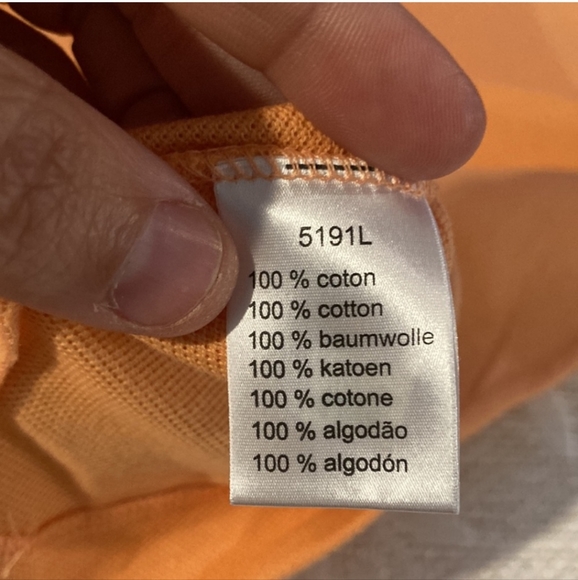 5191L
100 % coton
100 % cotton
100 % baumwolle
100 % katoen
100 % cotone
100 % algodão
100 % algodón